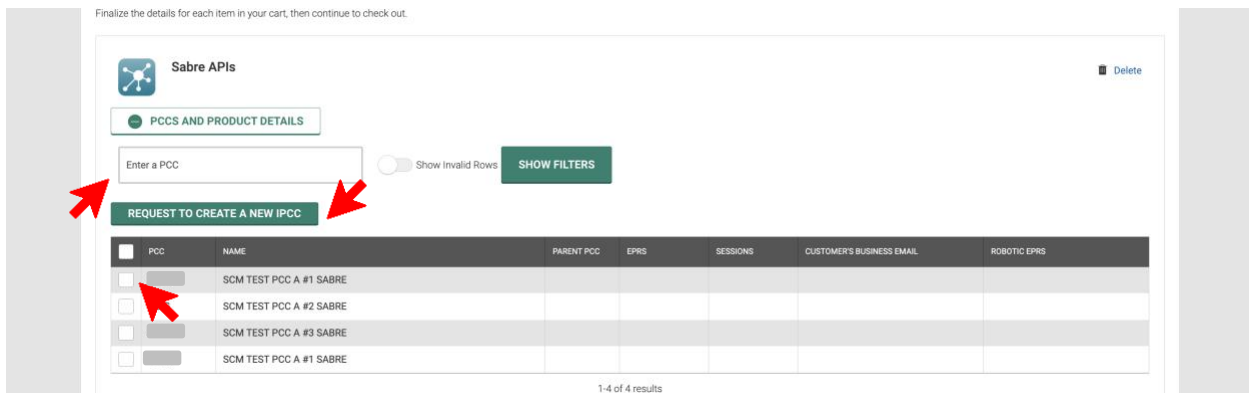 Finalize the details for each item in your cart, then continue to check out.
Sabre APIs
Delete
PCCS AND PRODUCT DETAILS
Enter a PCC
Show Invalid Rows
SHOW FILTERS
REQUEST TO CREATE A NEW IPCC
PCC NAME PARENT PCC EPRS SESSIONS CUSTOMER'S BUSINESS EMAIL ROBOTIC EPRS
SCM TEST PCC A #1 SABRE
SCM TEST PCC A #2 SABRE
SCM TEST PCC A #3 SABRE
SCM TEST PCC A #1 SABRE
1-4 of 4 results